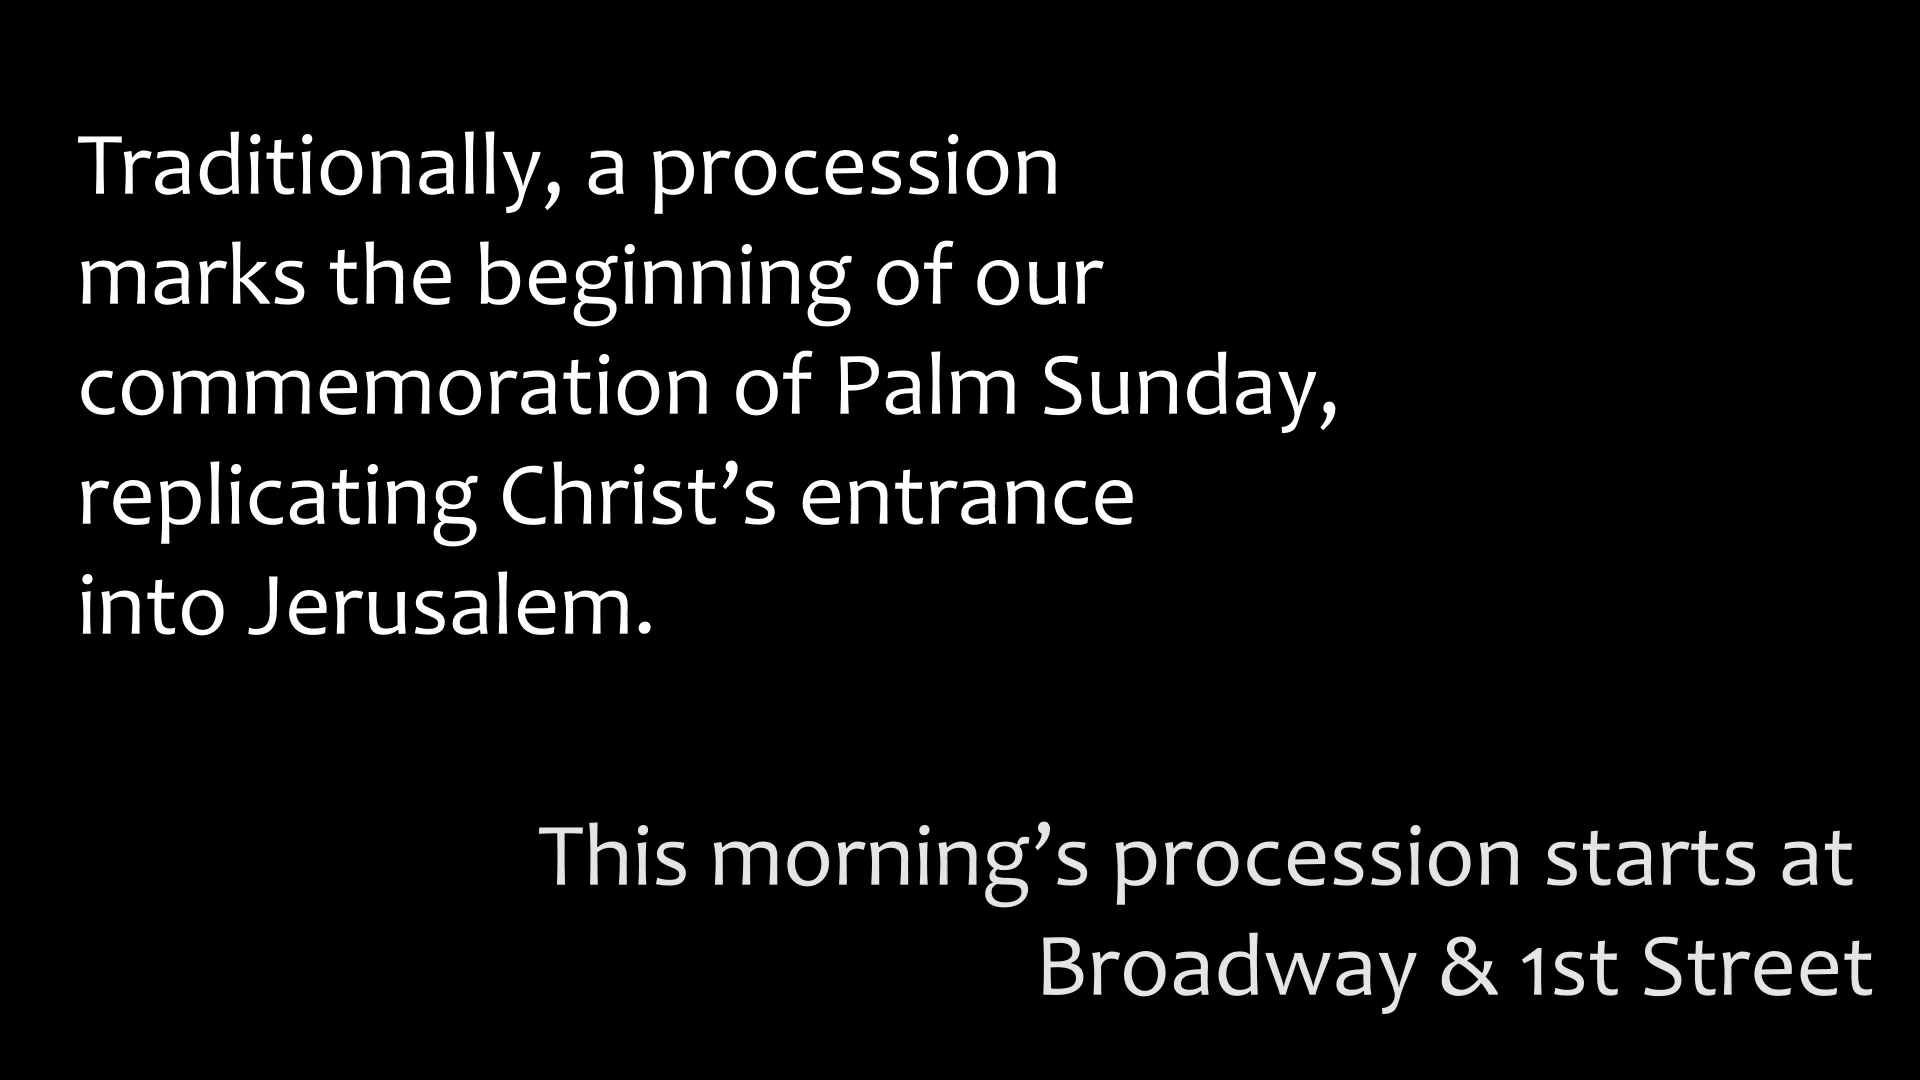 Traditionally, a procession
marks the beginning of our
commemoration of Palm Sunday,
replicating Christ’s entrance
into Jerusalem.
This morning’s procession starts at
Broadway & 1st Street